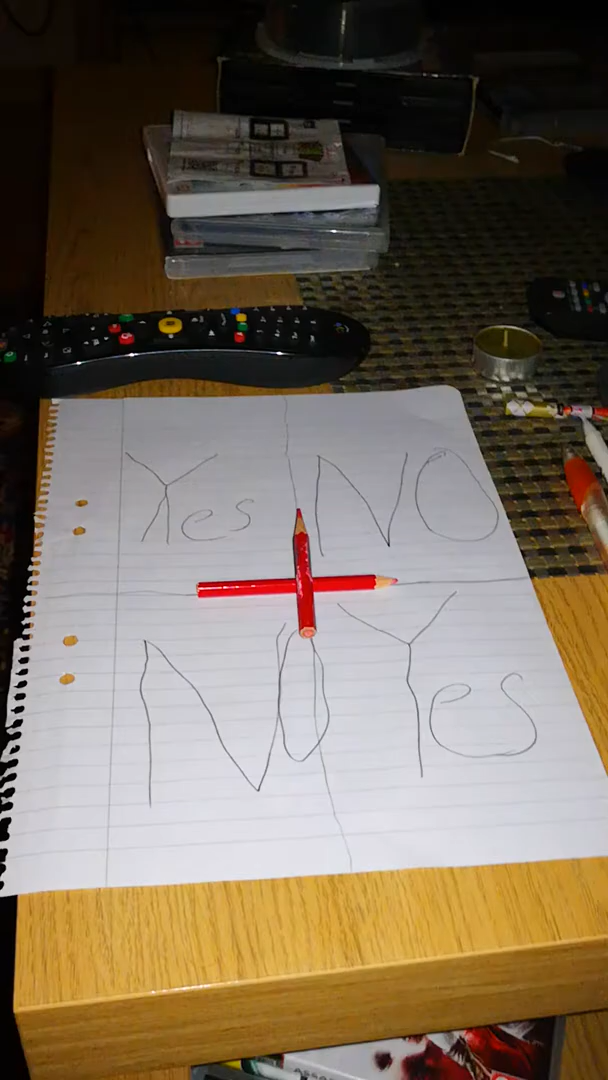 Yes NO
NO Yes